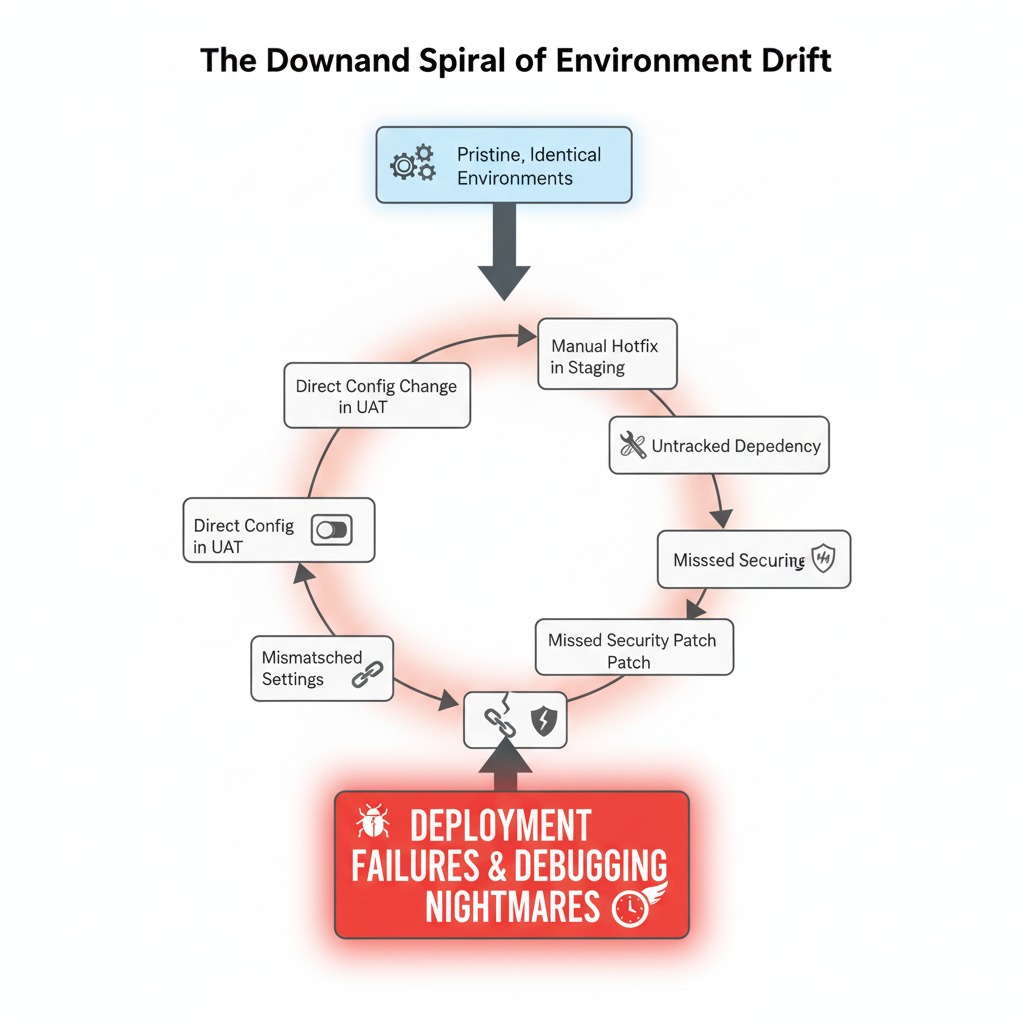 The Downand Spiral of Environment Drift
Pristine, Identical
Environments
Manual Hotfix
in Staging
Direct Config Change
in UAT
Untracked Depedency
Direct Config
in UAT
Misssed Securing
Missed Security Patch
Patch
Mismatsched
Settings
DEPLOYMENT
FAILURES & DEBUGGING
NIGHTMARES